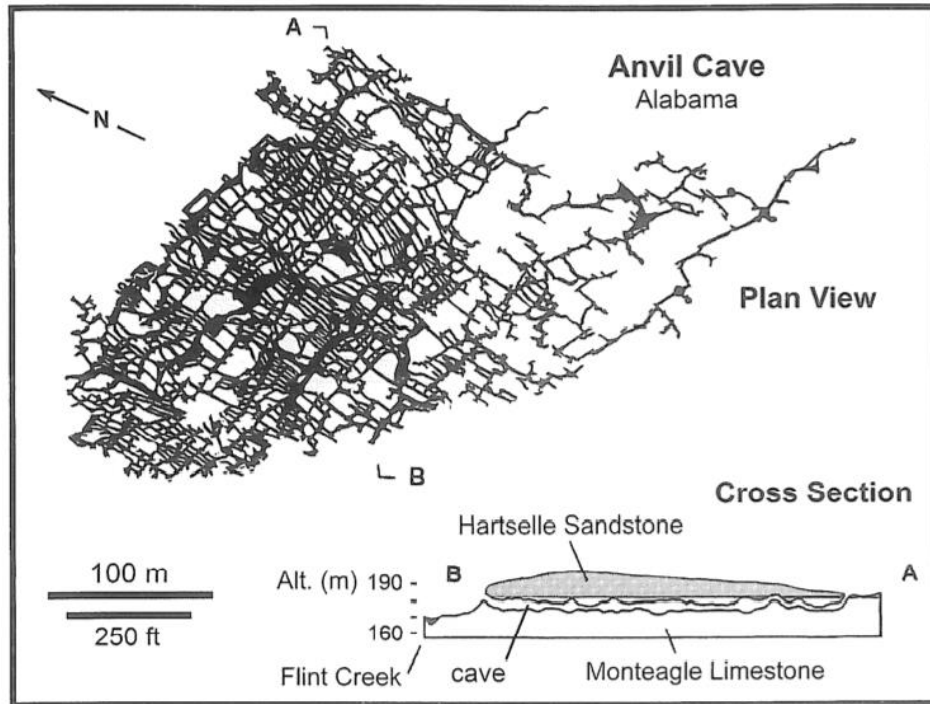 A
Anvil Cave
Alabama
N
Plan View
B
Cross Section
Hartselle Sandstone
100 m
250 ft
Alt. (m)
190
160
B
A
Flint Creek
cave
Monteagle Limestone